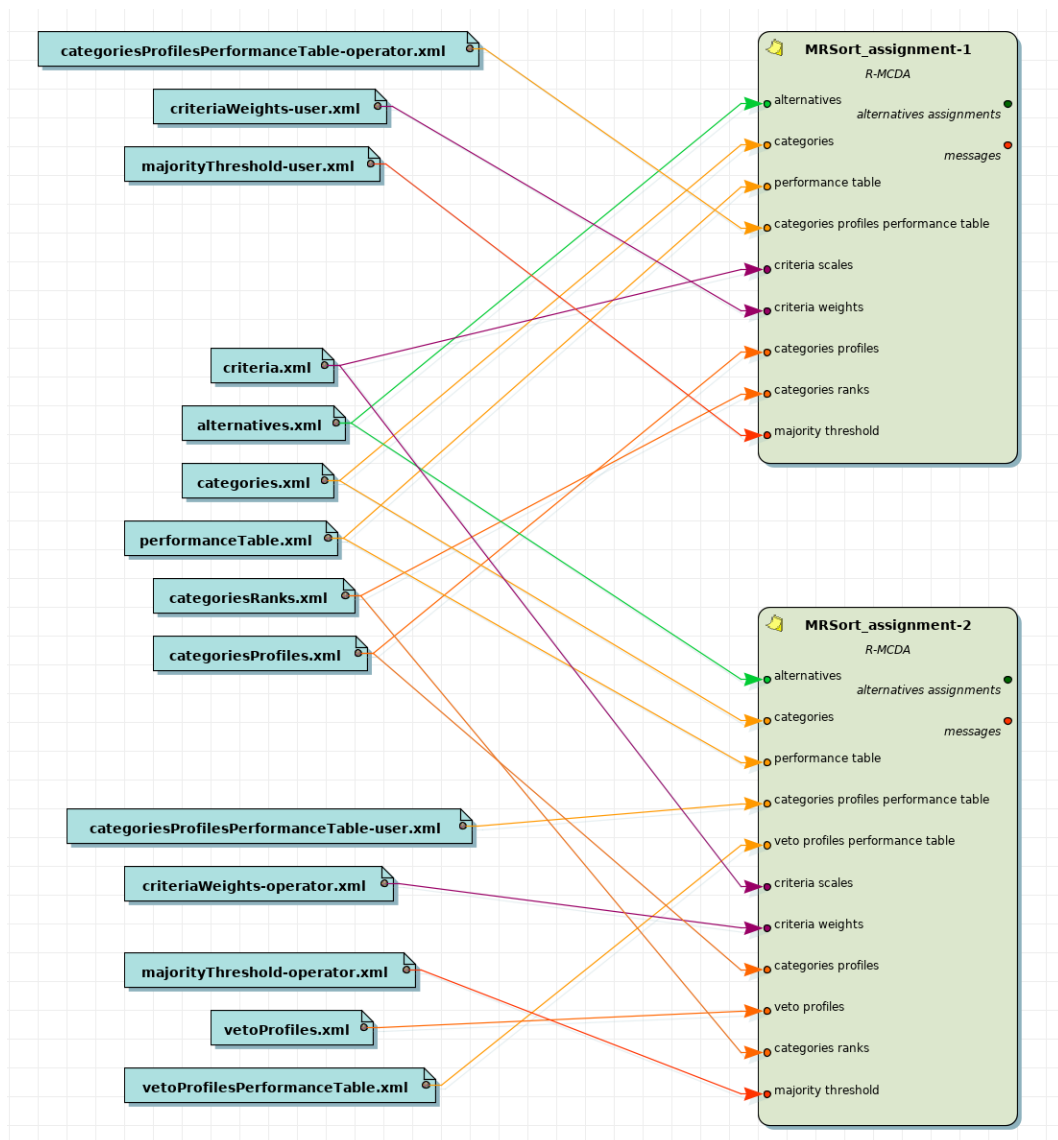 categoriesProfilesPerformanceTable-operator.xml
criteriaWeights-user.xml
majorityThreshold-user.xml
criteria.xml
alternatives.xml
categories.xml
performanceTable.xml
categoriesRanks.xml
categoriesProfiles.xml
categoriesProfilesPerformanceTable-user.xml
criteriaWeights-operator.xml
majorityThreshold-operator.xml
vetoProfiles.xml
vetoProfilesPerformanceTable.xml
MRSort_assignment-1
R-MCDA
alternatives
alternatives assignments
categories
messages
performance table
categories profiles performance table
criteria scales
criteria weights
categories profiles
categories ranks
majority threshold
MRSort_assignment-2
R-MCDA
alternatives
alternatives assignments
categories
messages
performance table
categories profiles performance table
veto profiles performance table
criteria scales
criteria weights
categories profiles
veto profiles
categories ranks
majority threshold